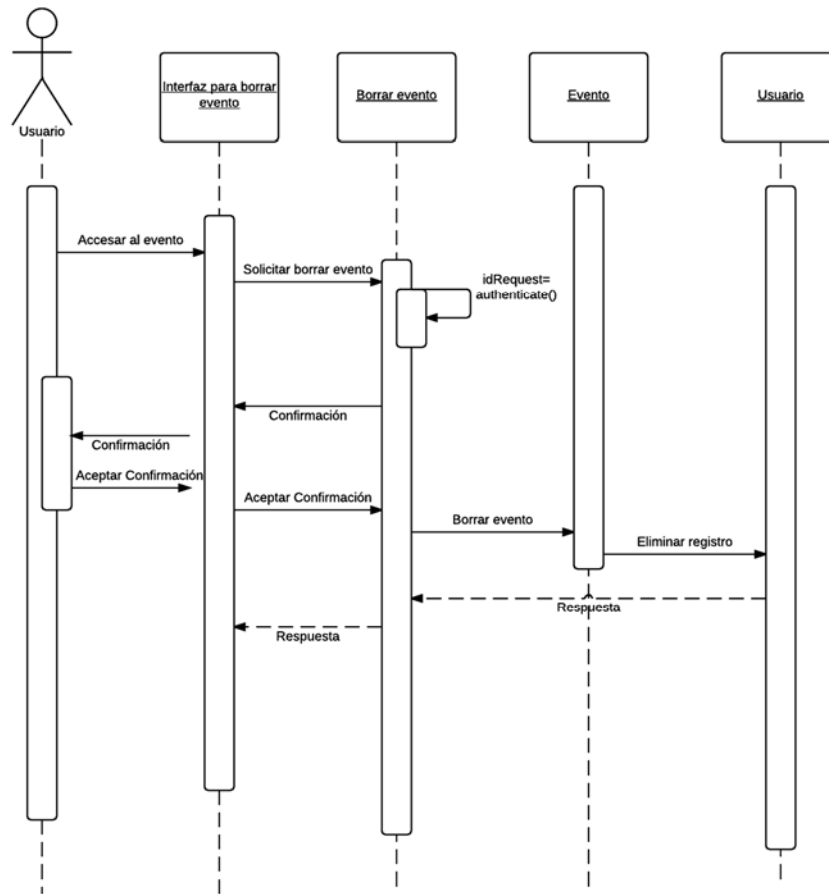 Usuario
Interfaz para borrar
evento
Borrar evento
Evento
Usuario
Accesar al evento
Solicitar borrar evento
idRequest=
authenticate()
Confirmación
Confirmación
Aceptar Confirmación
Aceptar Confirmación
Borrar evento
Eliminar registro
Respuesta
Respuesta